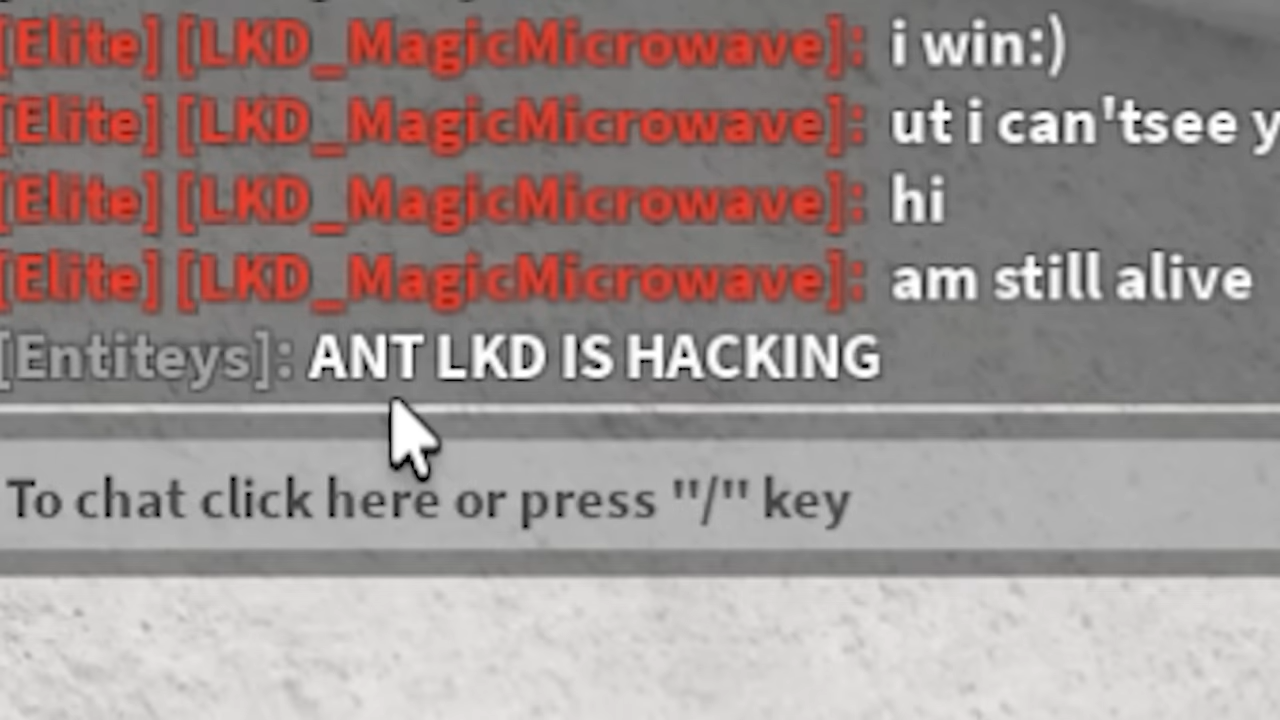 [Elite] [LKD_MagicMicrowave]: i win:)
[Elite] [LKD_MagicMicrowave]: ut i can'tsee y
[Elite] [LKD_MagicMicrowave]: hi
[Elite] [LKD_MagicMicrowave]: am still alive
[Entiteys]: ANT LKD IS HACKING
To chat click here or press "/" key